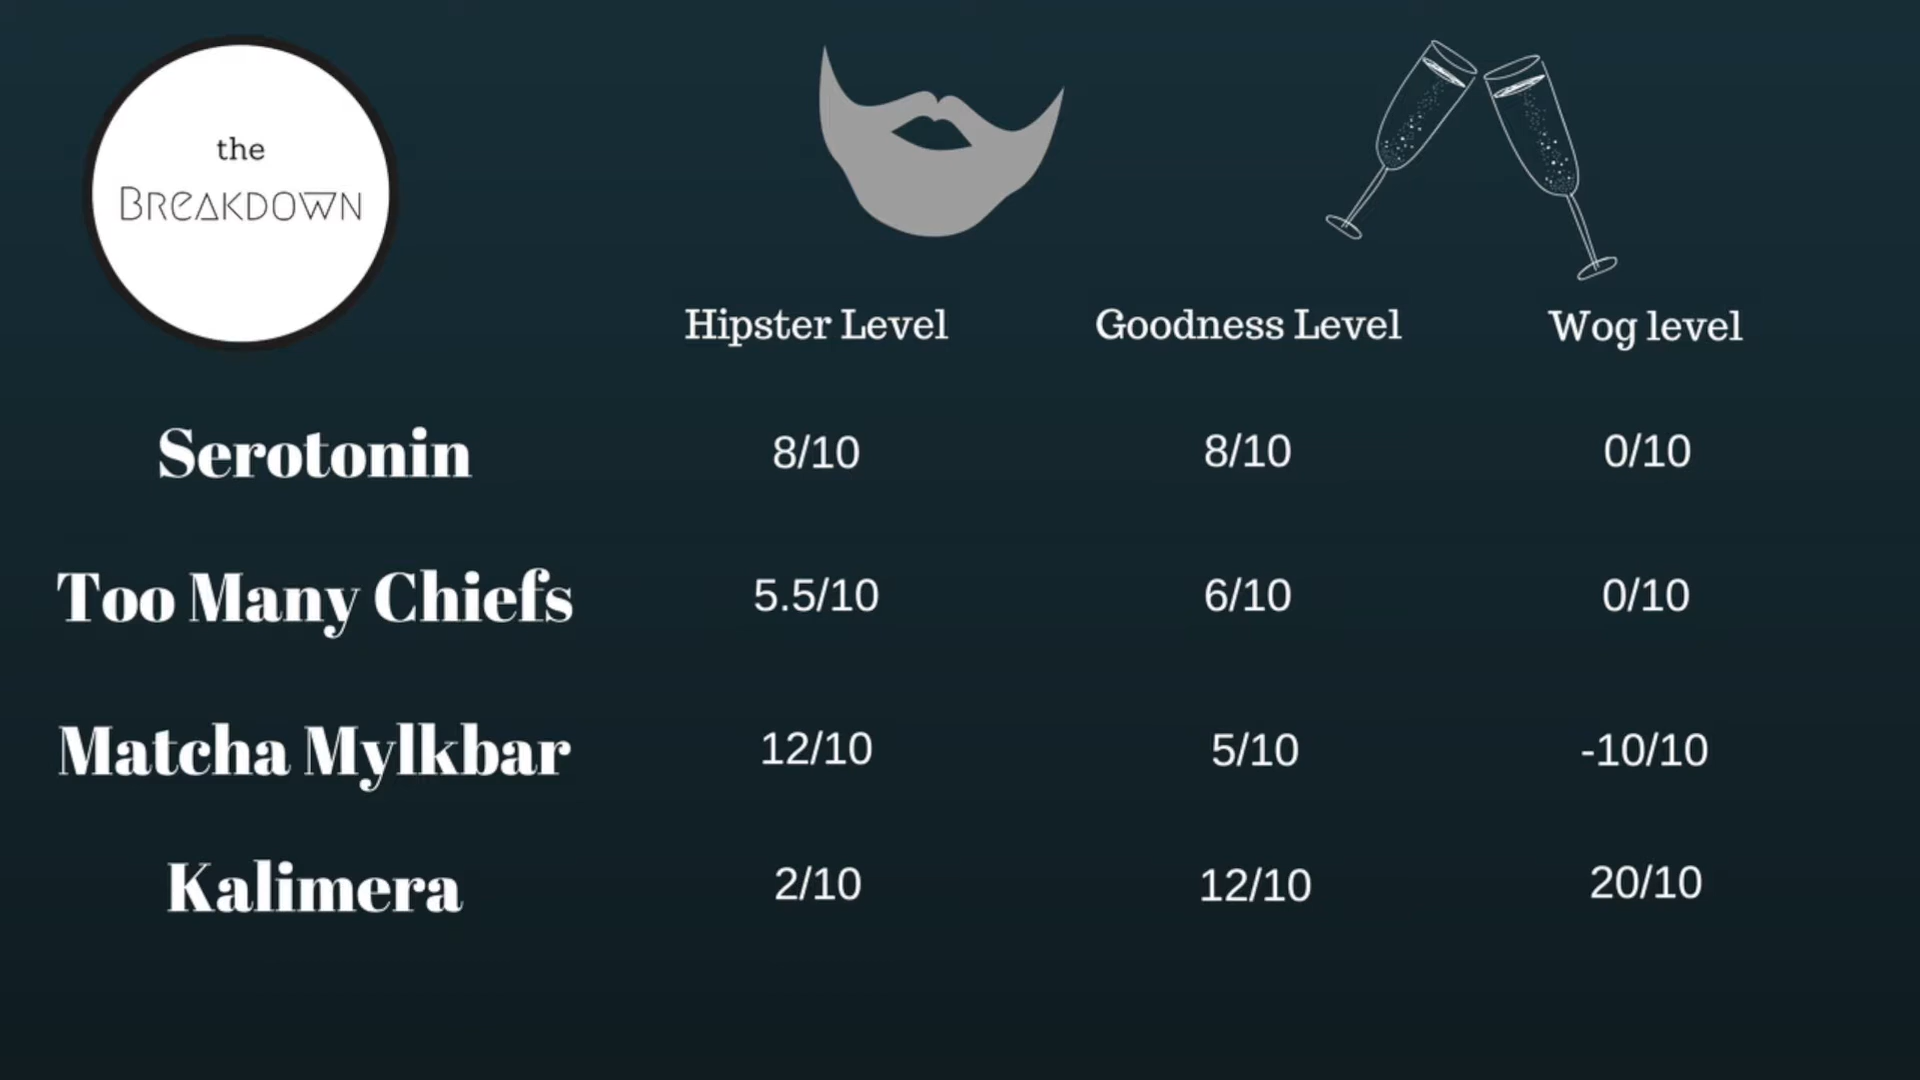 the
BREAKDOWN
Hipster Level Goodness Level Wog level
Serotonin 8/10 8/10 0/10
Too Many Chiefs 5.5/10 6/10 0/10
Matcha Mylkbar 12/10 5/10 -10/10
Kalimera 2/10 12/10 20/10